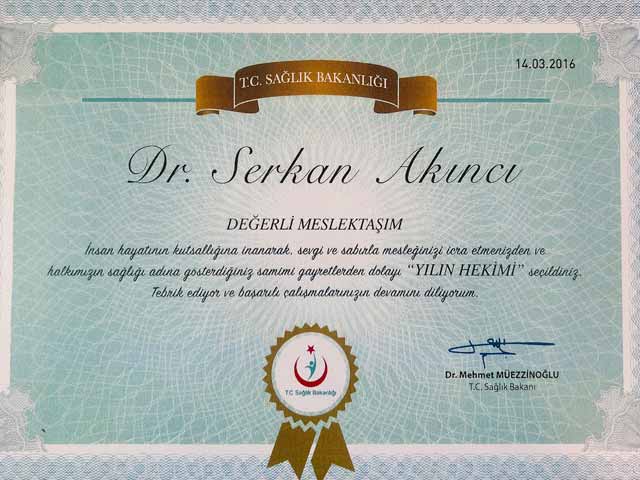 14.03.2016
T.C. SAĞLIK BAKANLIĞI
Dr. Serkan Akıncı
DEĞERLİ MESLEKTAŞIM
İnsan hayatının kutsallığına inanarak, sevgi ve sabırla mesleğinizi icra etmenizden ve
halkımızın sağlığı adına gösterdiğiniz samimi gayretlerden dolayı "YILIN HEKİMİ" seçildiniz.
Tebrik ediyor ve başarılı çalışmalarınızın devamını diliyorum.
Dr. Mehmet MÜEZZİNOĞLU
T.C. Sağlık Bakanı
T.C. Sağlık Bakanlığı